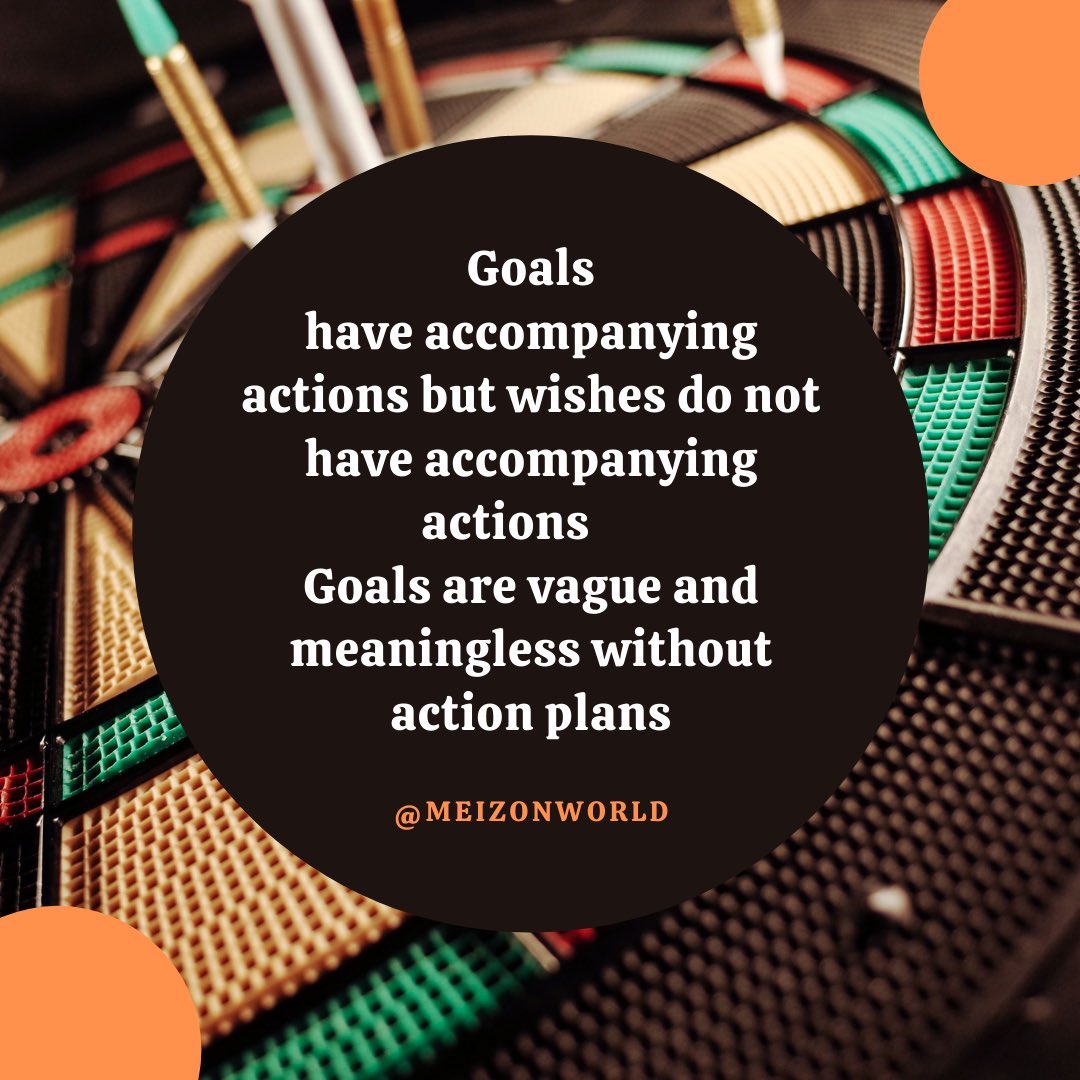 Goals
have accompanying
actions but wishes do not
have accompanying
actions
Goals are vague and
meaningless without
action plans
@MEIZONWORLD